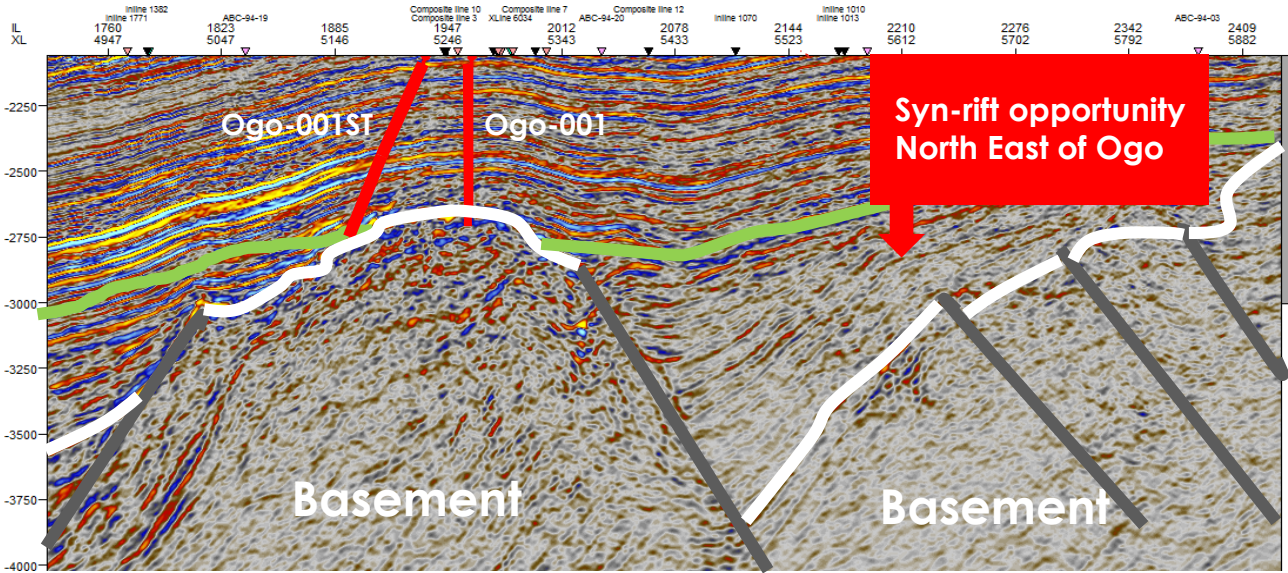 Inline 1382 Composite line 10 Composite line 7 Composite line 12 Inline 1010
Inline 1771 ABC-94-19 Composite line 3 XLine 6034 ABC-94-20 Inline 1070 Inline 1013 ABC-94-03
IL 1760 1823 1885 1947 2012 2078 2144 2210 2276 2342 2409
XL 4947 5047 5146 5246 5343 5433 5523 5612 5702 5792 5882
-2250
Syn-rift opportunity
Ogo-001ST Ogo-001
North East of Ogo
-2500
-2750
-3000
-3250
-3500
-3750
Basement Basement
-4000